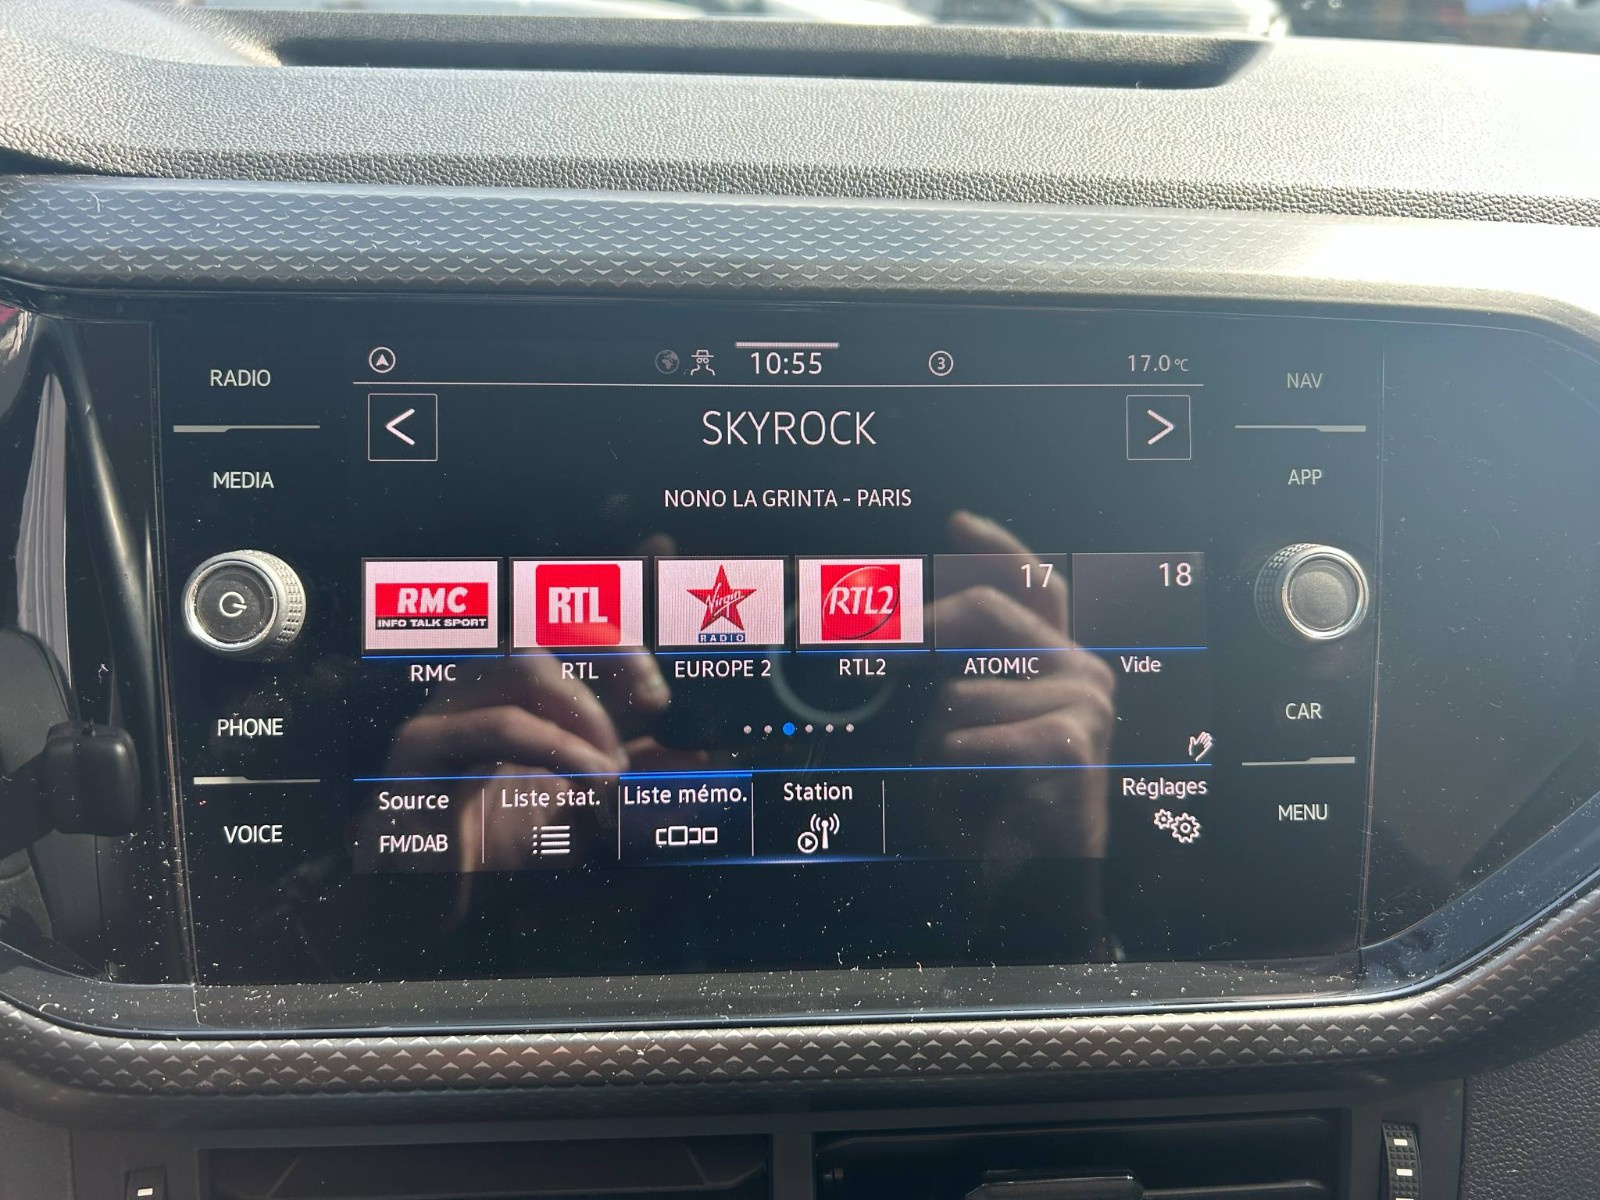 RADIO
MEDIA
PHONE
VOICE
10:55
3
17.0 °C
<
SKYROCK
>
NONO LA GRINTA - PARIS
RMC
INFO TALK SPORT
RTL
Virgin
RADIO
RTL2
17
18
RMC
RTL
EUROPE 2
RTL2
ATOMIC
Vide
Source
FM/DAB
Liste stat.
Liste mémo.
Station
Réglages
NAV
APP
CAR
MENU